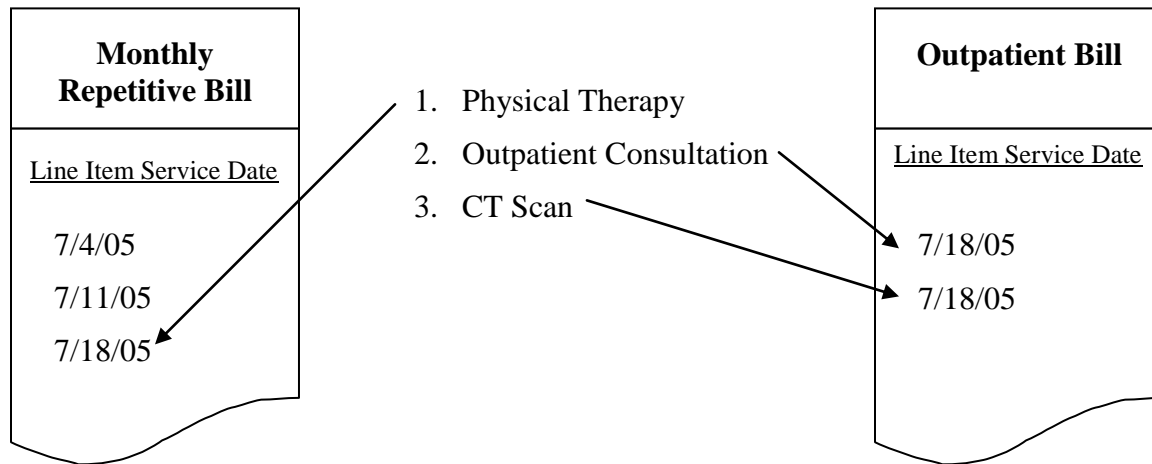 Monthly
Repetitive Bill
Line Item Service Date
7/4/05
7/11/05
7/18/05
1. Physical Therapy
2. Outpatient Consultation
3. CT Scan
Outpatient Bill
Line Item Service Date
7/18/05
7/18/05